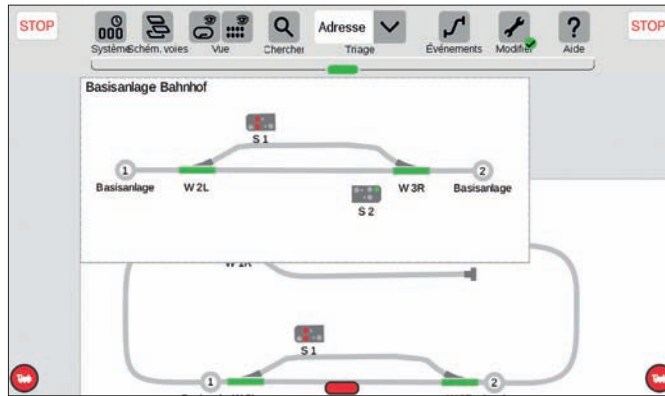 STOP
Adresse
STOP
Système Schém. voies Vue Chercher Triage Événements Modifier Aide
Basisanlage Bahnhof
S 1
1
2
Basisanlage
W 2L
W 3R
Basisanlage
S 2
S 1
1
2